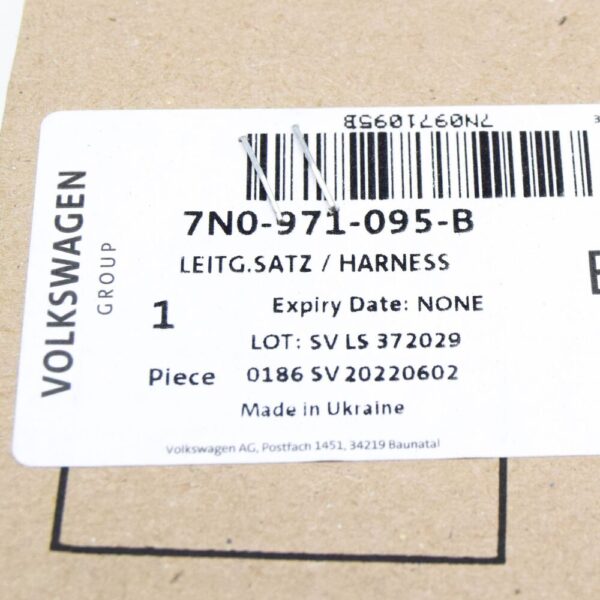 VOLKSWAGEN
GROUP
7N0971095B
7N0-971-095-B
LEITG.SATZ / HARNESS
1
Expiry Date: NONE
LOT: SV LS 372029
Piece 0186 SV 20220602
Made in Ukraine
Volkswagen AG, Postfach 1451, 34219 Baunatal